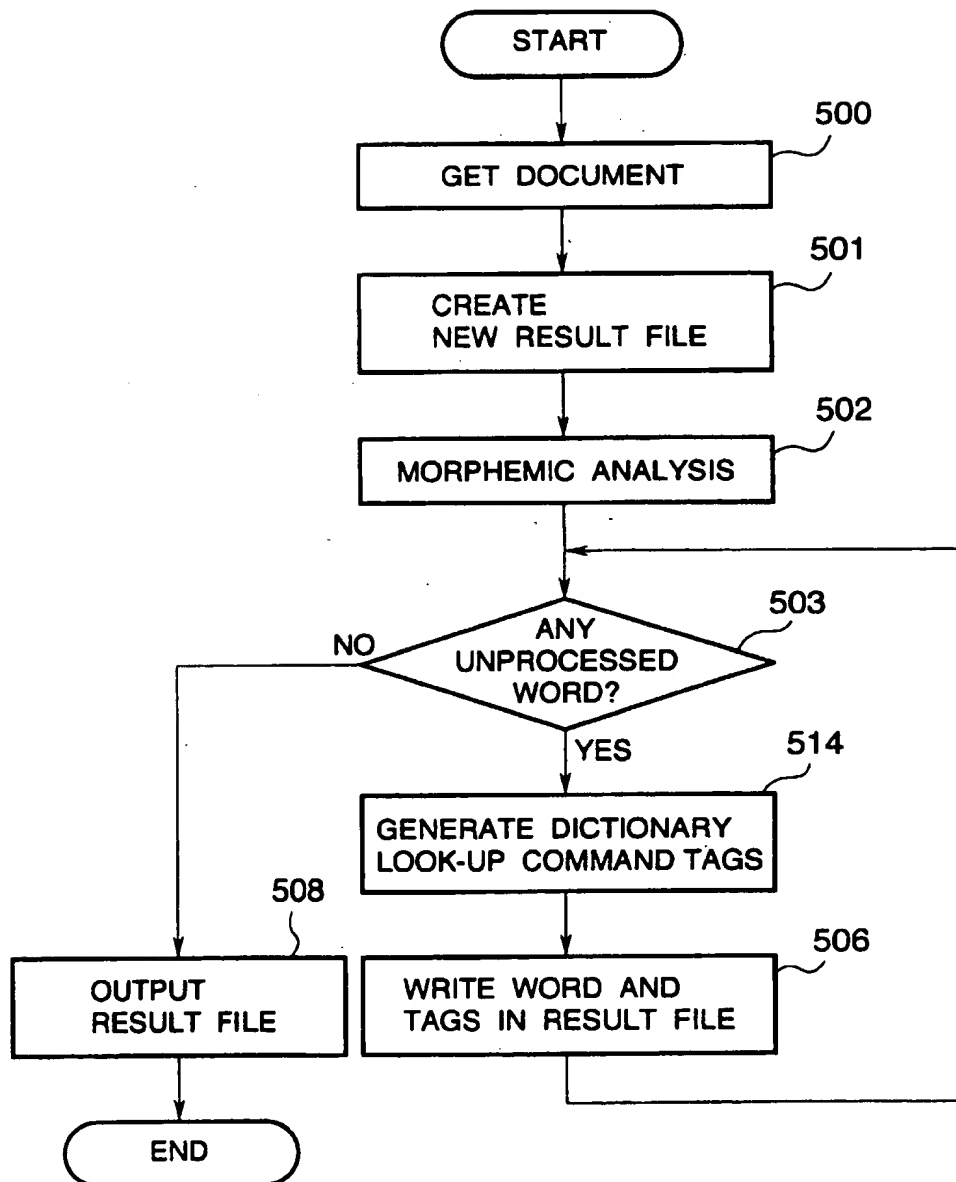 START
500
GET DOCUMENT
501
CREATE
NEW RESULT FILE
502
MORPHEMIC ANALYSIS
503
NO
ANY
UNPROCESSED
WORD?
YES
514
GENERATE DICTIONARY
LOOK-UP COMMAND TAGS
508
OUTPUT
RESULT FILE
506
WRITE WORD AND
TAGS IN RESULT FILE
END